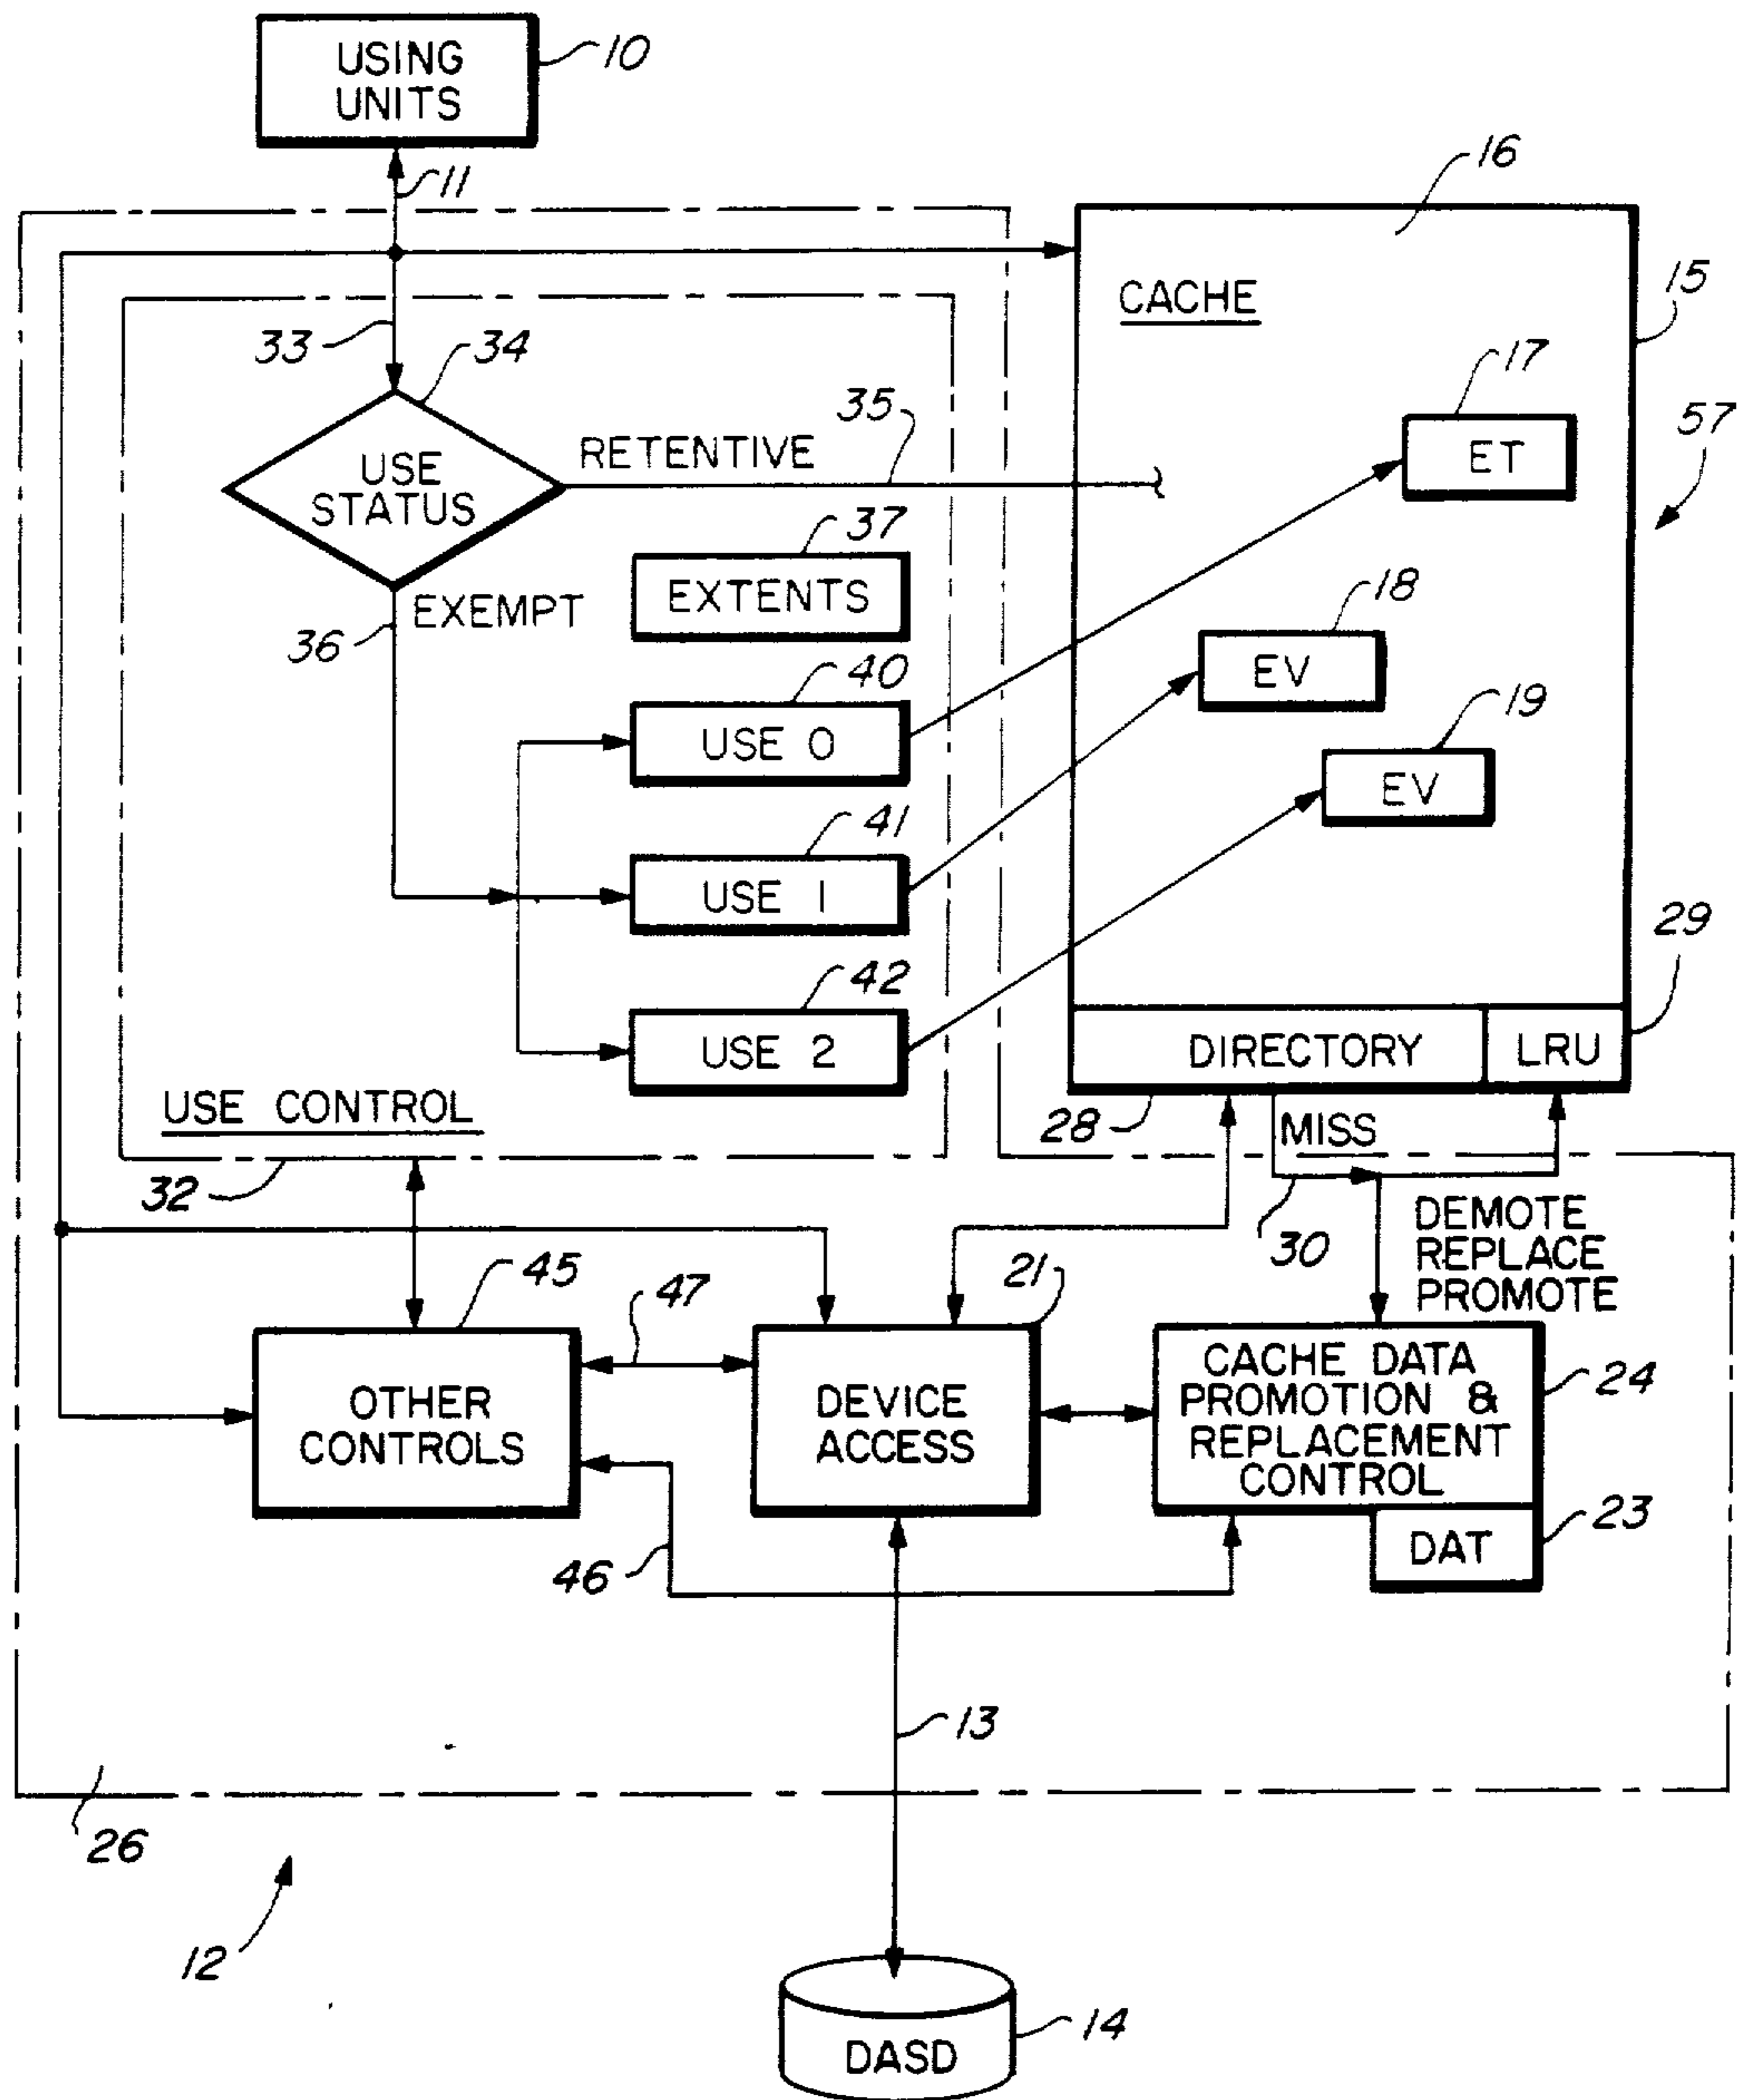 USING
UNITS
10
11
16
CACHE
15
33
34
17
ET
57
35
RETENTIVE
USE
STATUS
37
EXTENTS
EXEMPT
36
18
EV
40
USE 0
19
EV
41
USE 1
29
42
USE 2
DIRECTORY
LRU
USE CONTROL
28
MISS
32
30
DEMOTE
REPLACE
PROMOTE
45
47
21
OTHER
CONTROLS
DEVICE
ACCESS
CACHE DATA
PROMOTION &
REPLACEMENT
CONTROL
24
23
DAT
46
13
26
12
14
DASD